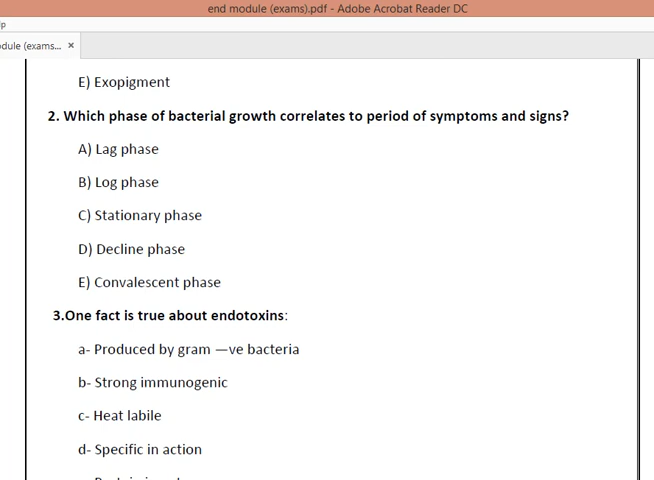 end module (exams).pdf - Adobe Acrobat Reader DC
lp
odule (exams... ×
E) Exopigment
2. Which phase of bacterial growth correlates to period of symptoms and signs?
A) Lag phase
B) Log phase
C) Stationary phase
D) Decline phase
E) Convalescent phase
3.One fact is true about endotoxins:
a- Produced by gram —ve bacteria
b- Strong immunogenic
c- Heat labile
d- Specific in action